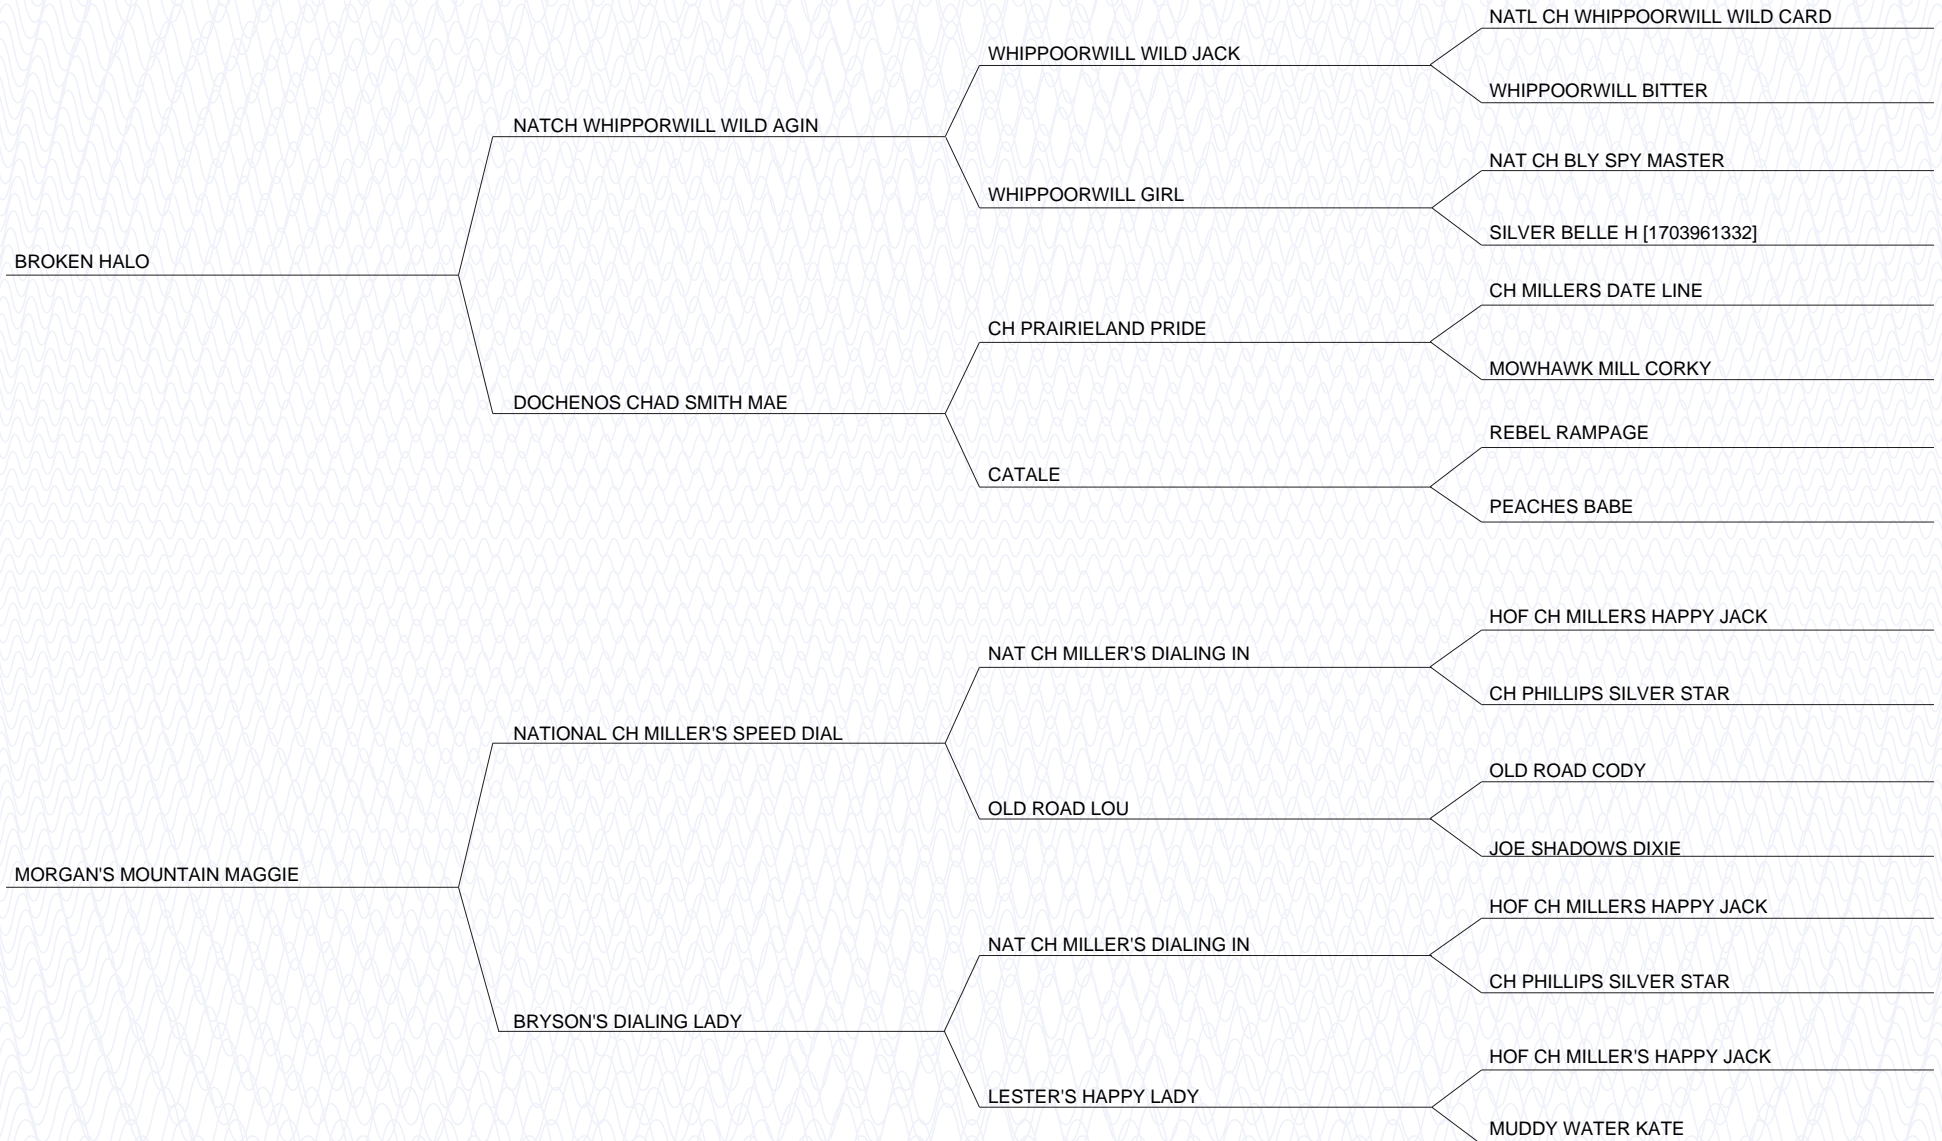 NATL CH WHIPPOORWILL WILD CARD
WHIPPOORWILL WILD JACK
WHIPPOORWILL BITTER
NATCH WHIPPORWILL WILD AGIN
NAT CH BLY SPY MASTER
WHIPPOORWILL GIRL
SILVER BELLE H [1703961332]
BROKEN HALO
CH MILLERS DATE LINE
CH PRAIRIELAND PRIDE
MOWHAWK MILL CORKY
DOCHENOS CHAD SMITH MAE
REBEL RAMPAGE
CATALE
PEACHES BABE
HOF CH MILLERS HAPPY JACK
NAT CH MILLER'S DIALING IN
CH PHILLIPS SILVER STAR
NATIONAL CH MILLER'S SPEED DIAL
OLD ROAD CODY
OLD ROAD LOU
JOE SHADOWS DIXIE
MORGAN'S MOUNTAIN MAGGIE
HOF CH MILLERS HAPPY JACK
NAT CH MILLER'S DIALING IN
CH PHILLIPS SILVER STAR
BRYSON'S DIALING LADY
HOF CH MILLER'S HAPPY JACK
LESTER'S HAPPY LADY
MUDDY WATER KATE